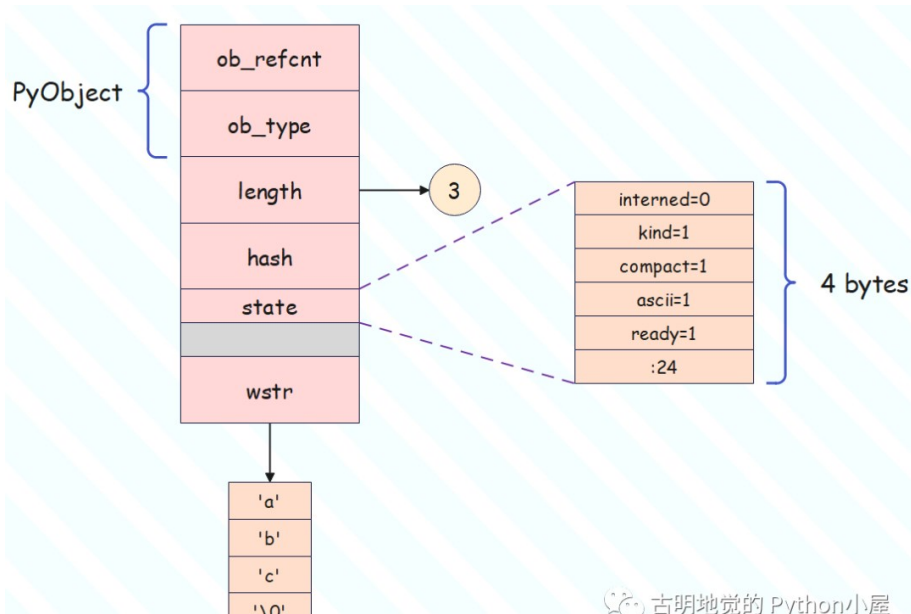 ob_refcnt
PyObject
ob_type
length
3
hash
state
wstr
interned=0
kind=1
compact=1
ascii=1
ready=1
:24
4 bytes
'a'
'b'
'c'
'\0'
古明地觉的 Python小屋